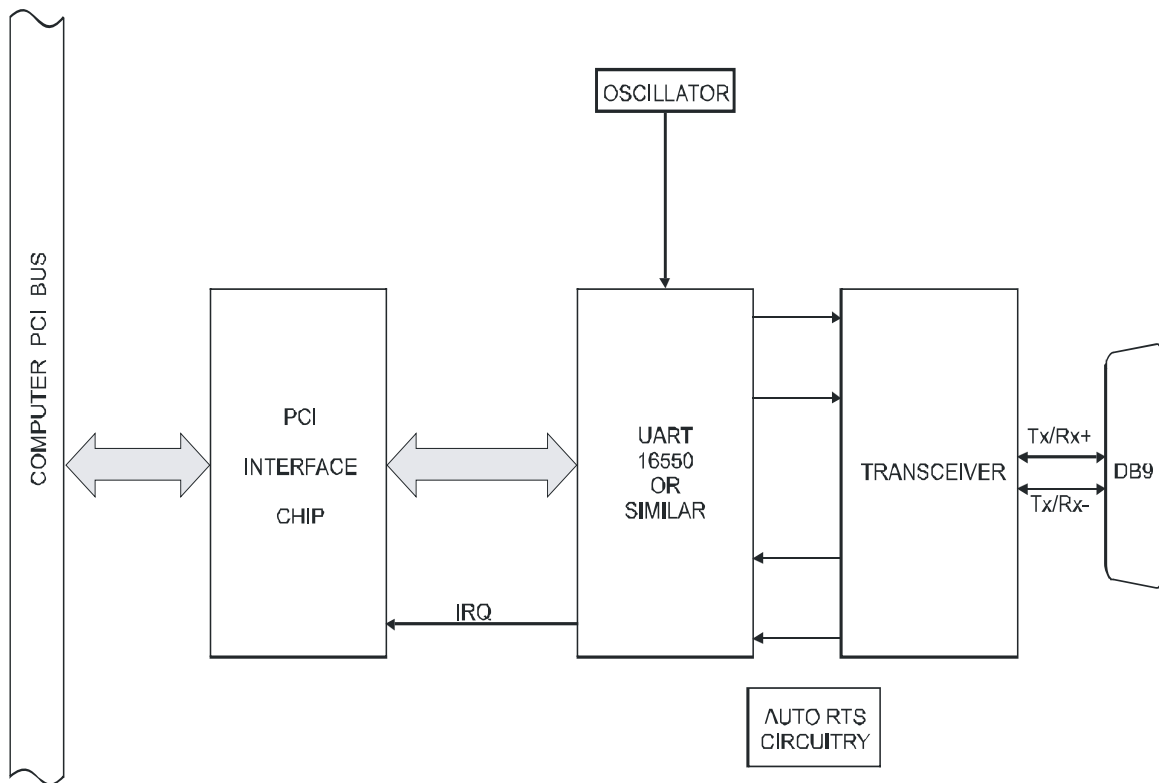 OSCILLATOR
COMPUTER PCI BUS
PCI
INTERFACE
CHIP
UART
16550
OR
SIMILAR
TRANSCEIVER
Tx/Rx+
Tx/Rx-
DB9
IRQ
AUTO RTS
CIRCUITRY